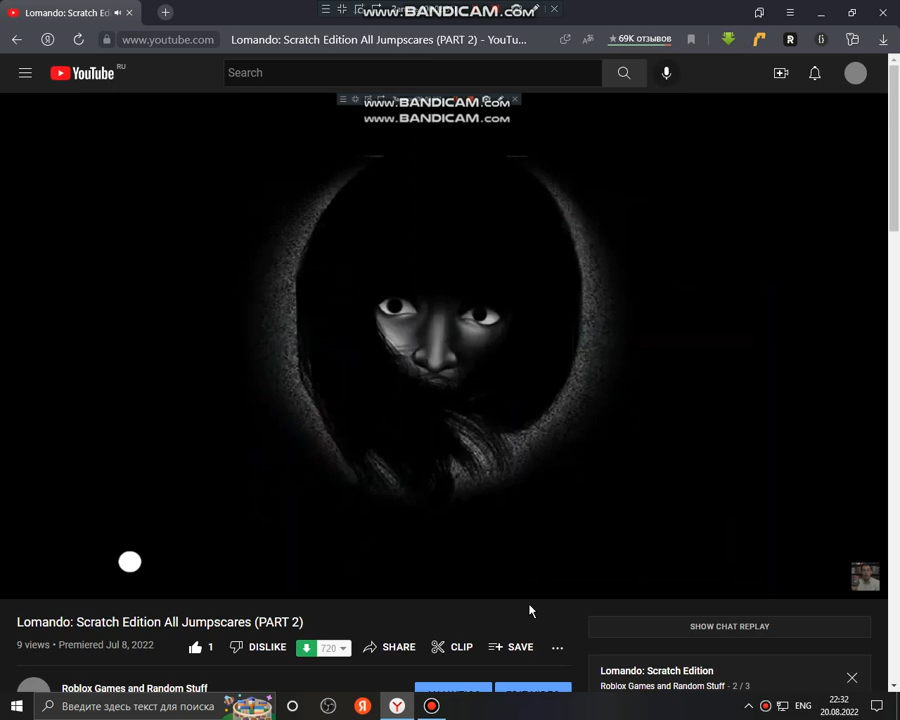 Lomando: Scratch Ed
www.BANDICAM.com
www.youtube.com
Lomando: Scratch Edition All Jumpscares (PART 2) - YouTu...
★ 69K отзывов
R
YouTube RU
Search
www.BANDICAM.com
www.BANDICAM.com
Lomando: Scratch Edition All Jumpscares (PART 2)
9 views • Premiered Jul 8, 2022
1
DISLIKE
720
SHARE
CLIP
SAVE
SHOW CHAT REPLAY
Lomando: Scratch Edition
Roblox Games and Random Stuff - 2 / 3
Roblox Games and Random Stuff
Введите здесь текст для поиска
ENG
22:32
20.08.2022